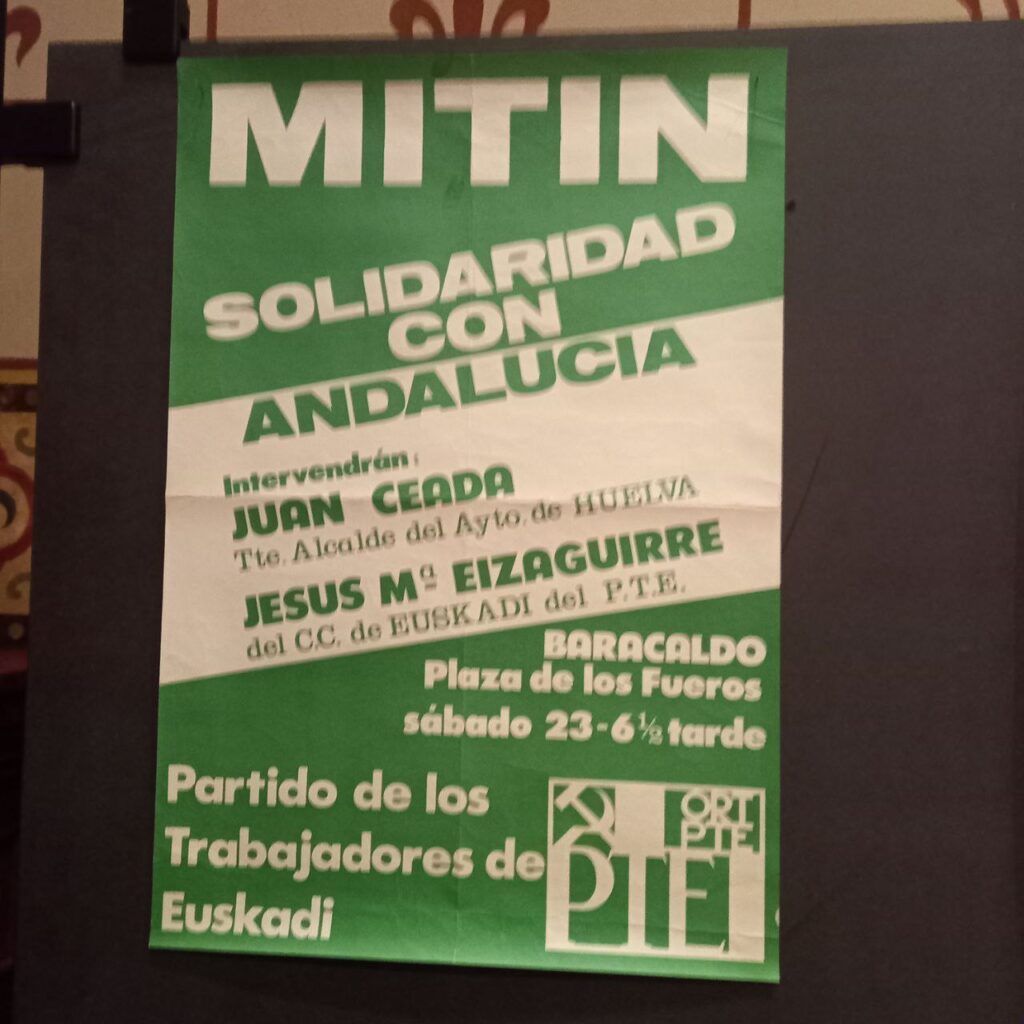 MITIN
SOLIDARIDAD
CON
ANDALUCIA
Intervendrán:
JUAN CEADA
Tte. Alcalde del Ayto. de HUELVA
JESUS Mª EIZAGUIRRE
del C.C. de EUSKADI del P.T.E.
BARACALDO
Plaza de los Fueros
sábado 23-6½ tarde
Partido de los
Trabajadores de
Euskadi
ORT
PTE
PTE